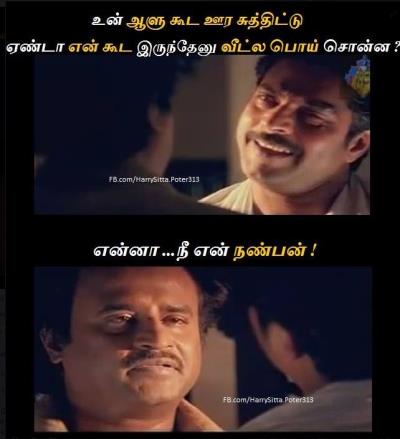 உன் ஆளு கூட ஊர சுத்திட்டு
ஏண்டா என் கூட இருந்தேனு வீட்ல பொய் சொன்ன ?
FB.com/HarrySitta.Poter313
என்னா ...நீ என் நண்பன் !
FB.com/HarrySitta.Poter313